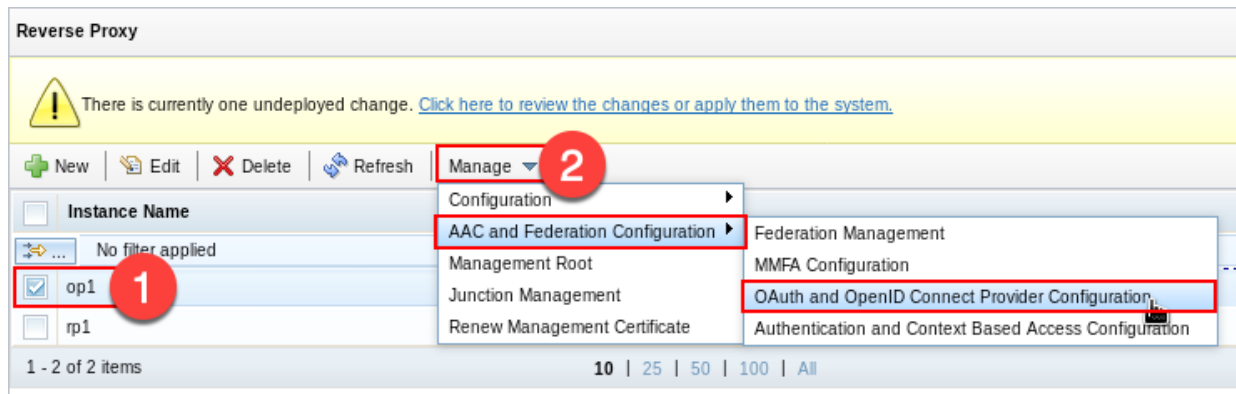 Reverse Proxy
There is currently one undeployed change. Click here to review the changes or apply them to the system.
New Edit Delete Refresh Manage 2
Instance Name
... No filter applied
op1 1
rp1
Configuration
AAC and Federation Configuration
Management Root
Junction Management
Renew Management Certificate
Federation Management
MMFA Configuration
OAuth and OpenID Connect Provider Configuration
Authentication and Context Based Access Configuration
1 - 2 of 2 items 10 | 25 | 50 | 100 | All